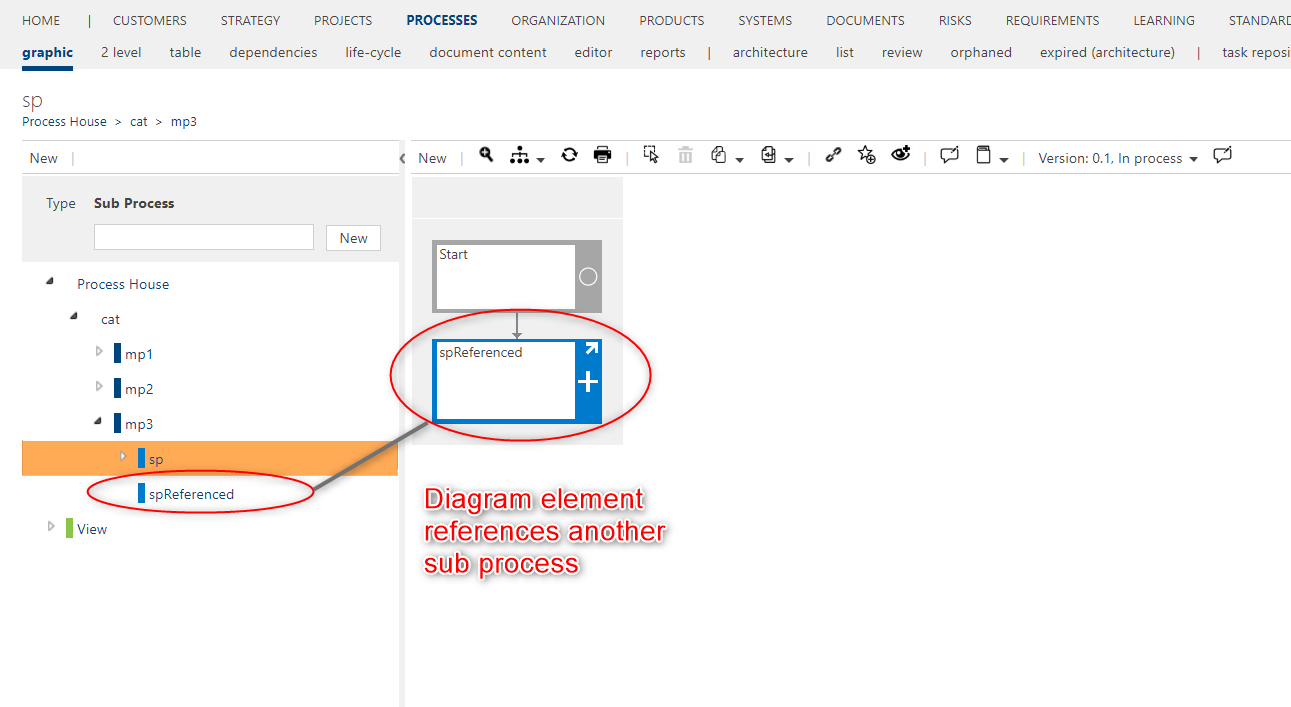 HOME | CUSTOMERS STRATEGY PROJECTS PROCESSES ORGANIZATION PRODUCTS SYSTEMS DOCUMENTS RISKS REQUIREMENTS LEARNING STANDARD
graphic 2 level table dependencies life-cycle document content editor reports | architecture list review orphaned expired (architecture) | task reposi
sp
Process House > cat > mp3
New |
New | | | | | Version: 0.1, In process
Type Sub Process
New
Process House
cat
mp1
mp2
mp3
sp
spReferenced
View
Start
spReferenced
Diagram element
references another
sub process